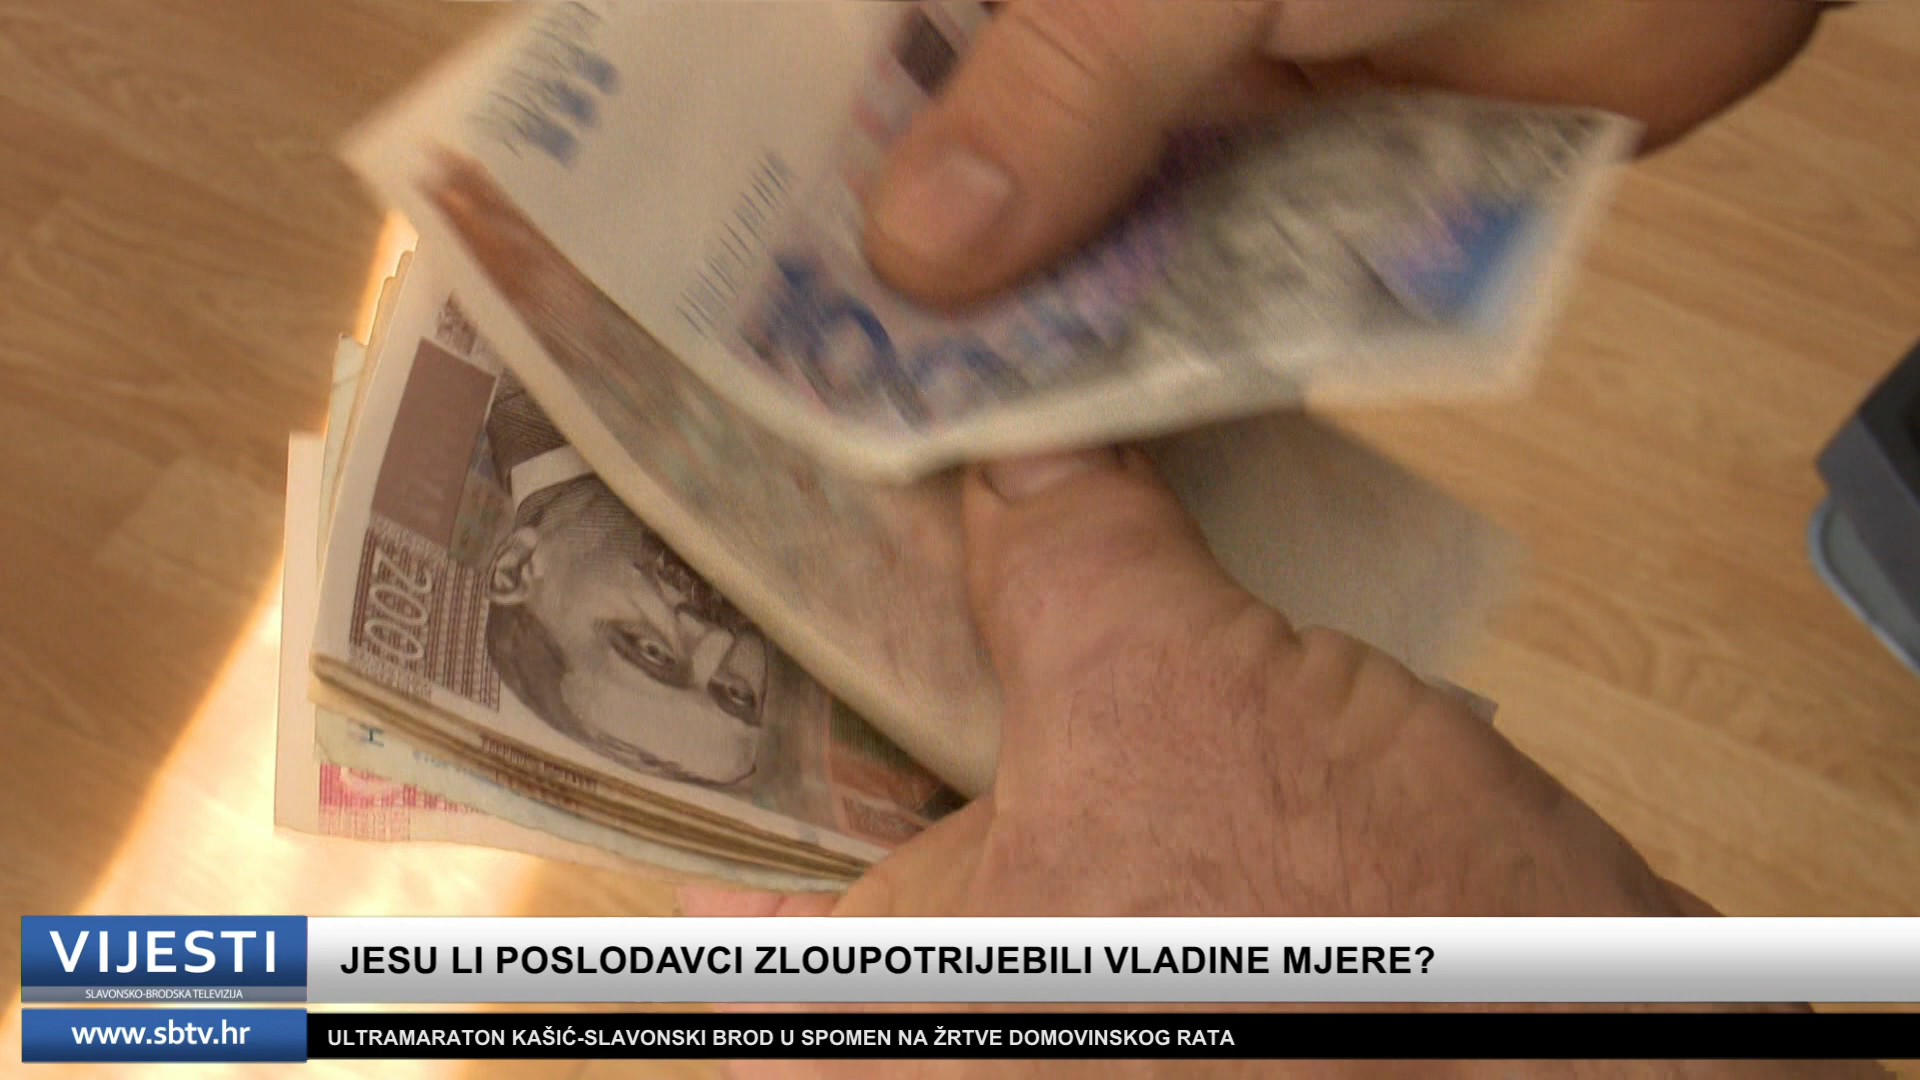 200
VIJESTI
SLAVONSKO-BRODSKA TELEVIZIJA
www.sbtv.hr
JESU LI POSLODAVCI ZLOUPOTRIJEBILI VLADINE MJERE?
ULTRAMARATON KAŠIĆ-SLAVONSKI BROD U SPOMEN NA ŽRTVE DOMOVINSKOG RATA